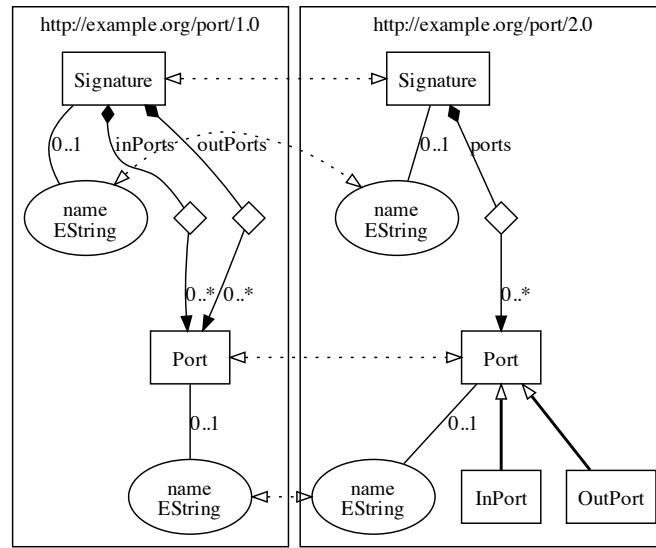 http://example.org/port/1.0
Signature
0..1
inPorts
outPorts
name
EString
0..*
0..*
Port
0..1
name
EString
http://example.org/port/2.0
Signature
0..1
ports
name
EString
0..*
Port
0..1
name
EString
InPort
OutPort